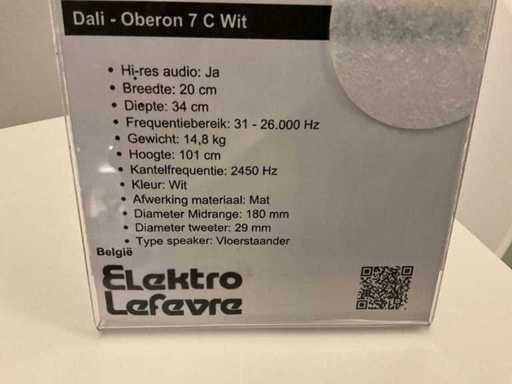 Dali - Oberon 7 C Wit
• Hi-res audio: Ja
• Breedte: 20 cm
• Diepte: 34 cm
• Frequentiebereik: 31 - 26.000 Hz
• Gewicht: 14,8 kg
• Hoogte: 101 cm
• Kantelfrequentie: 2450 Hz
• Kleur: Wit
• Afwerking materiaal: Mat
• Diameter Midrange: 180 mm
• Diameter tweeter: 29 mm
• Type speaker: Vloerstaander
België
ELektro
Lefevre